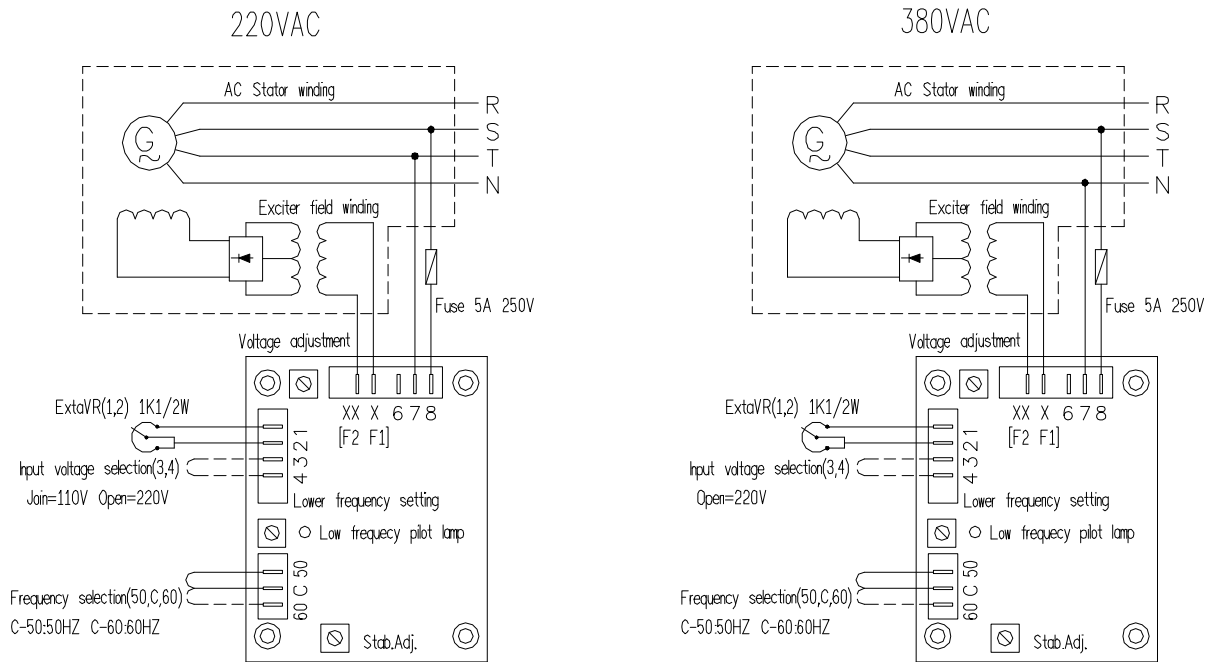 220VAC
AC Stator winding
R
S
T
N
G
~
Exciter field winding
Fuse 5A 250V
Voltage adjustment
XX X 6 7 8
[F2 F1]
ExtaVR(1,2) 1K1/2W
4 3 2 1
Input voltage selection(3,4)
Join=110V Open=220V
Lower frequency setting
Low frequecy pilot lamp
60 C 50
Frequency selection(50,C,60)
C-50:50HZ C-60:60HZ
Stab.Adj.
380VAC
AC Stator winding
R
S
T
N
G
~
Exciter field winding
Fuse 5A 250V
Voltage adjustment
XX X 6 7 8
[F2 F1]
ExtaVR(1,2) 1K1/2W
4 3 2 1
Input voltage selection(3,4)
Open=220V
Lower frequency setting
Low frequecy pilot lamp
60 C 50
Frequency selection(50,C,60)
C-50:50HZ C-60:60HZ
Stab.Adj.